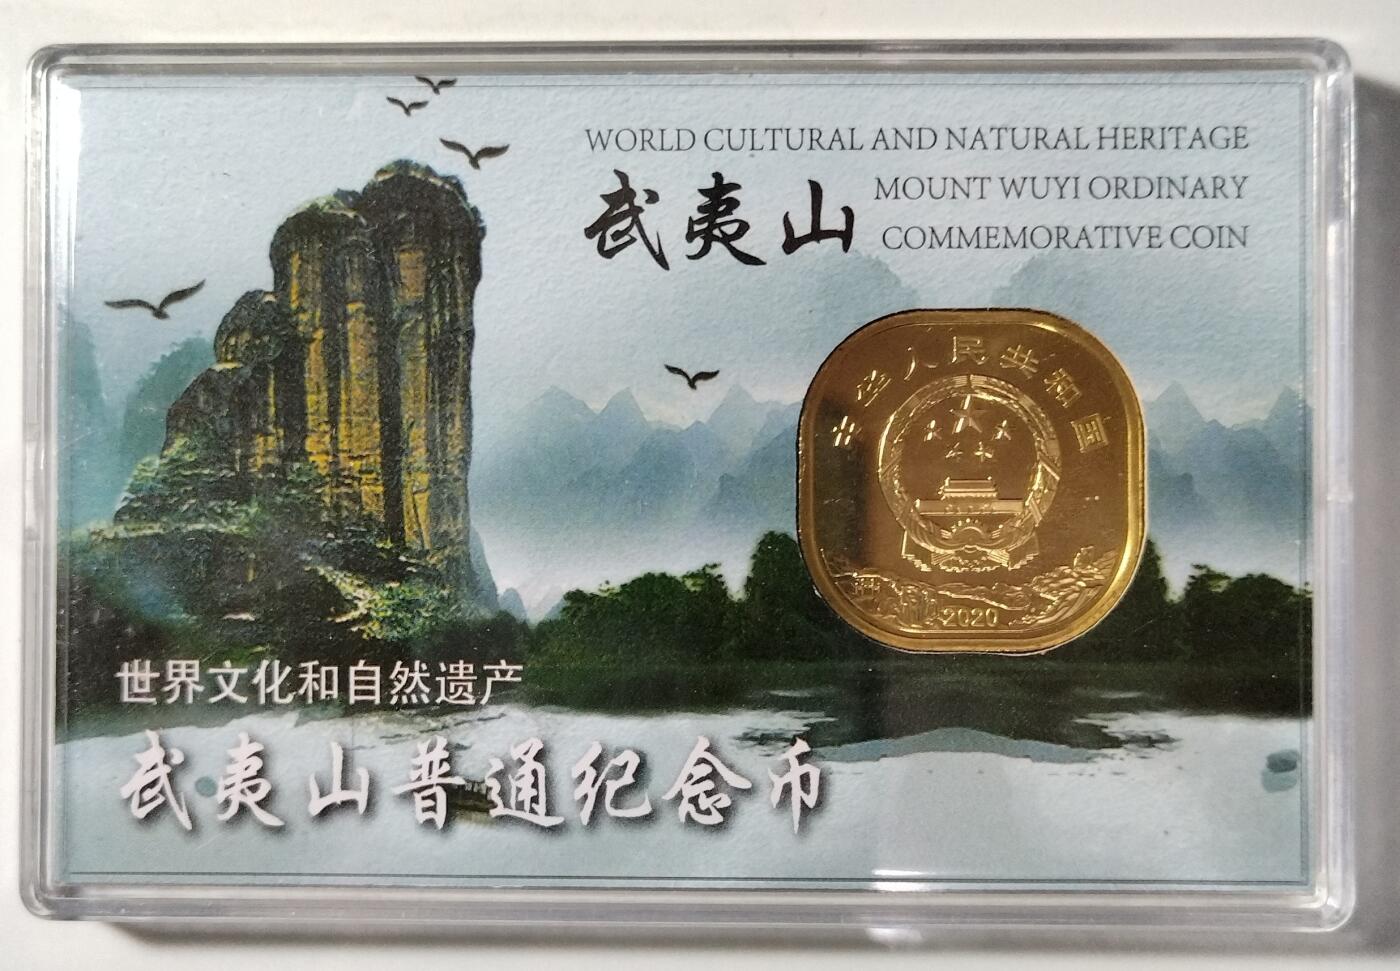 WORLD CULTURAL AND NATURAL HERITAGE
武夷山
MOUNT WUYI ORDINARY
COMMEMORATIVE COIN
中华人民共和国
2020
世界文化和自然遗产
武夷山普通纪念币